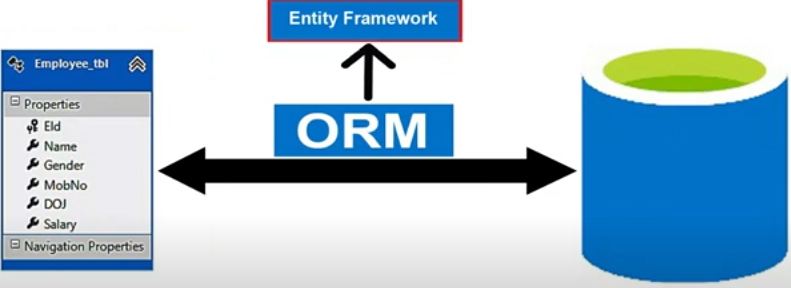 Entity Framework
Employee_tbl
Properties
EId
Name
Gender
MobNo
DOJ
Salary
Navigation Properties
ORM